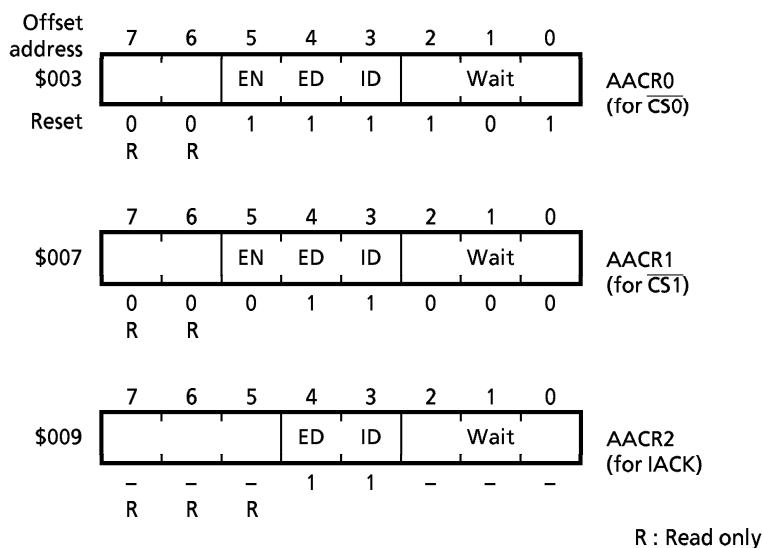 Offset address
7 6 5 4 3 2 1 0
$003 EN ED ID Wait AACR0
(for C̅S̅0̅)
Reset 0 0 1 1 1 1 0 1
R R
7 6 5 4 3 2 1 0
$007 EN ED ID Wait AACR1
(for C̅S̅1̅)
0 0 0 1 1 0 0 0
R R
7 6 5 4 3 2 1 0
$009 ED ID Wait AACR2
(for IACK)
– – – 1 1 – – –
R R R
R : Read only